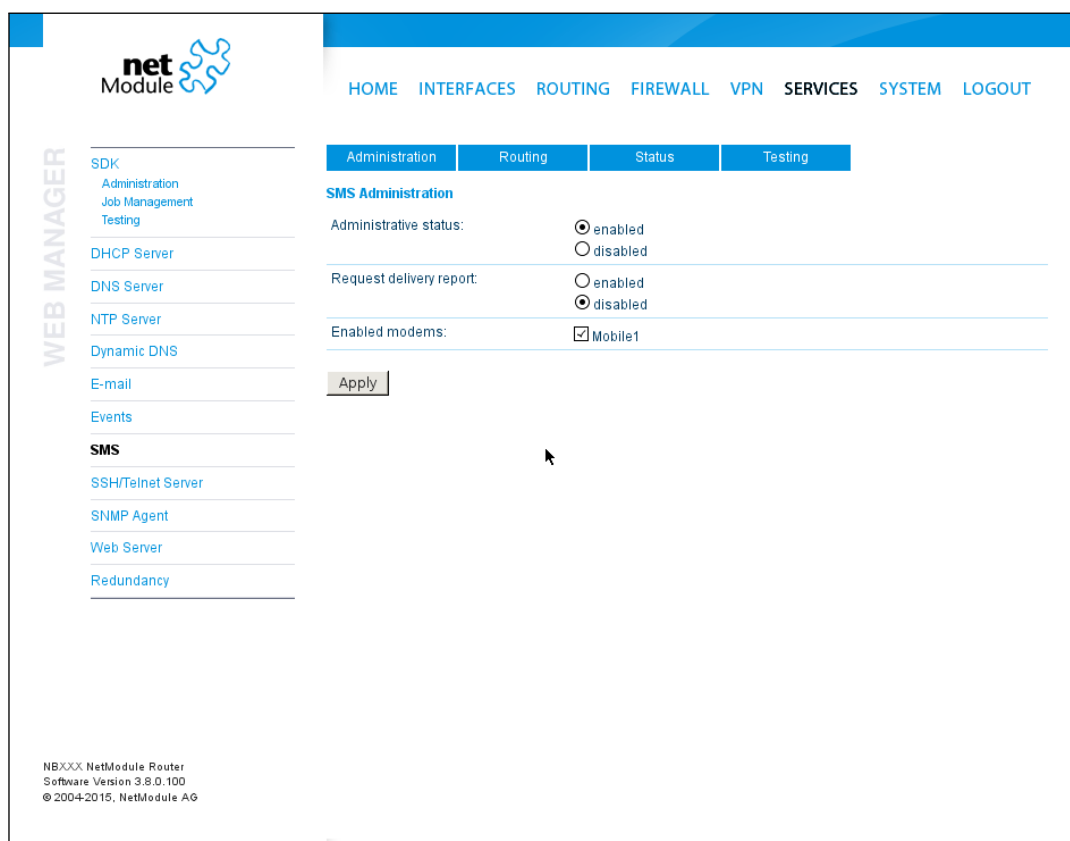 net
Module
HOME INTERFACES ROUTING FIREWALL VPN SERVICES SYSTEM LOGOUT
WEB MANAGER
SDK
Administration
Job Management
Testing
DHCP Server
DNS Server
NTP Server
Dynamic DNS
E-mail
Events
SMS
SSH/Telnet Server
SNMP Agent
Web Server
Redundancy
Administration Routing Status Testing
SMS Administration
Administrative status: enabled
disabled
Request delivery report: enabled
disabled
Enabled modems: Mobile1
Apply
NBXXX NetModule Router
Software Version 3.8.0.100
© 2004-2015, NetModule AG